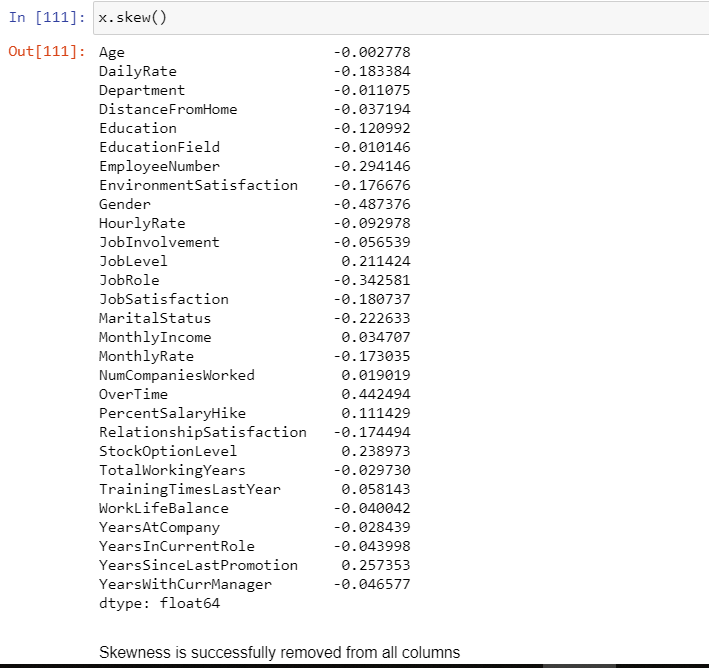 In [111]: x.skew()
Out[111]: Age -0.002778
DailyRate -0.183384
Department -0.011075
DistanceFromHome -0.037194
Education -0.120992
EducationField -0.010146
EmployeeNumber -0.294146
EnvironmentSatisfaction -0.176676
Gender -0.487376
HourlyRate -0.092978
JobInvolvement -0.056539
JobLevel 0.211424
JobRole -0.342581
JobSatisfaction -0.180737
MaritalStatus -0.222633
MonthlyIncome 0.034707
MonthlyRate -0.173035
NumCompaniesWorked 0.019019
OverTime 0.442494
PercentSalaryHike 0.111429
RelationshipSatisfaction -0.174494
StockOptionLevel 0.238973
TotalWorkingYears -0.029730
TrainingTimesLastYear 0.058143
WorkLifeBalance -0.040042
YearsAtCompany -0.028439
YearsInCurrentRole -0.043998
YearsSinceLastPromotion 0.257353
YearsWithCurrManager -0.046577
dtype: float64
Skewness is successfully removed from all columns